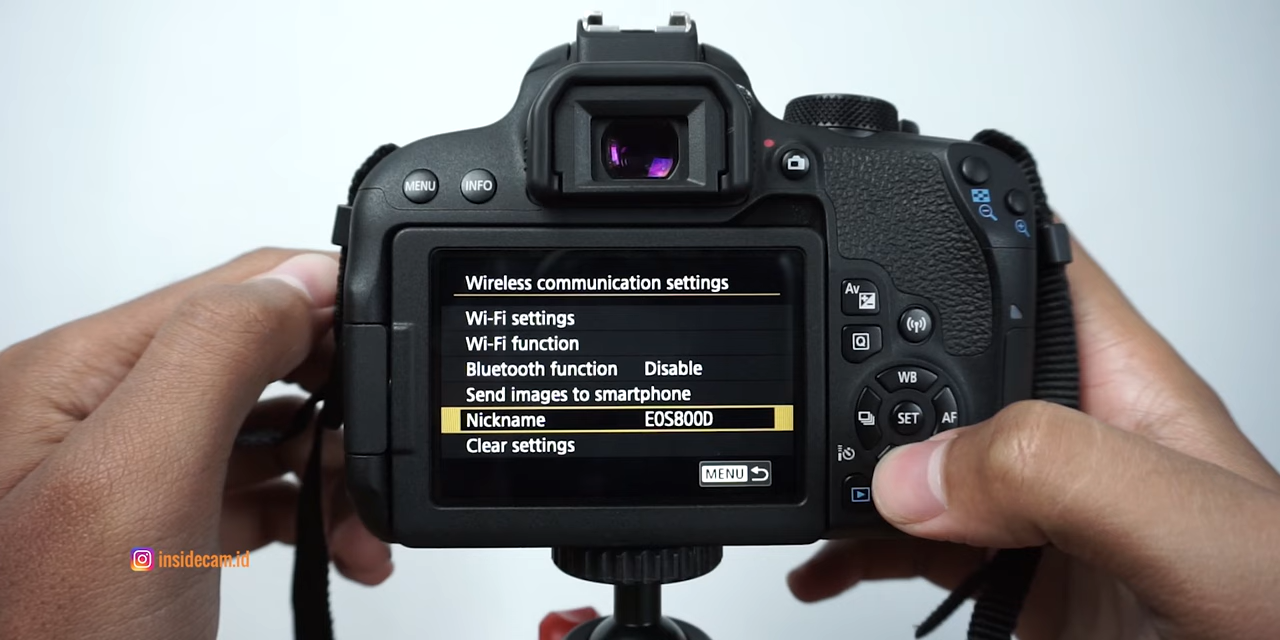 MENU
INFO
Wireless communication settings
Wi-Fi settings
Wi-Fi function
Bluetooth function Disable
Send images to smartphone
Nickname EOS800D
Clear settings
MENU
Av
Q
WB
SET
AF
insidecam.id